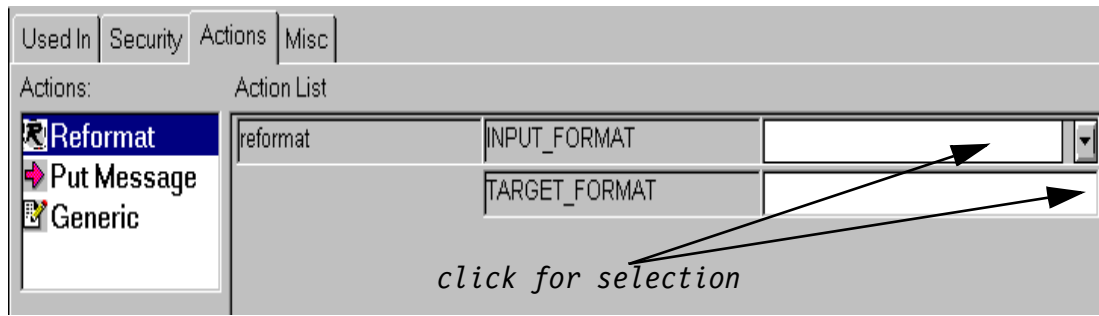 Used In Security Actions Misc
Actions: Action List
Reformat reformat INPUT_FORMAT
Put Message TARGET_FORMAT
Generic
click for selection